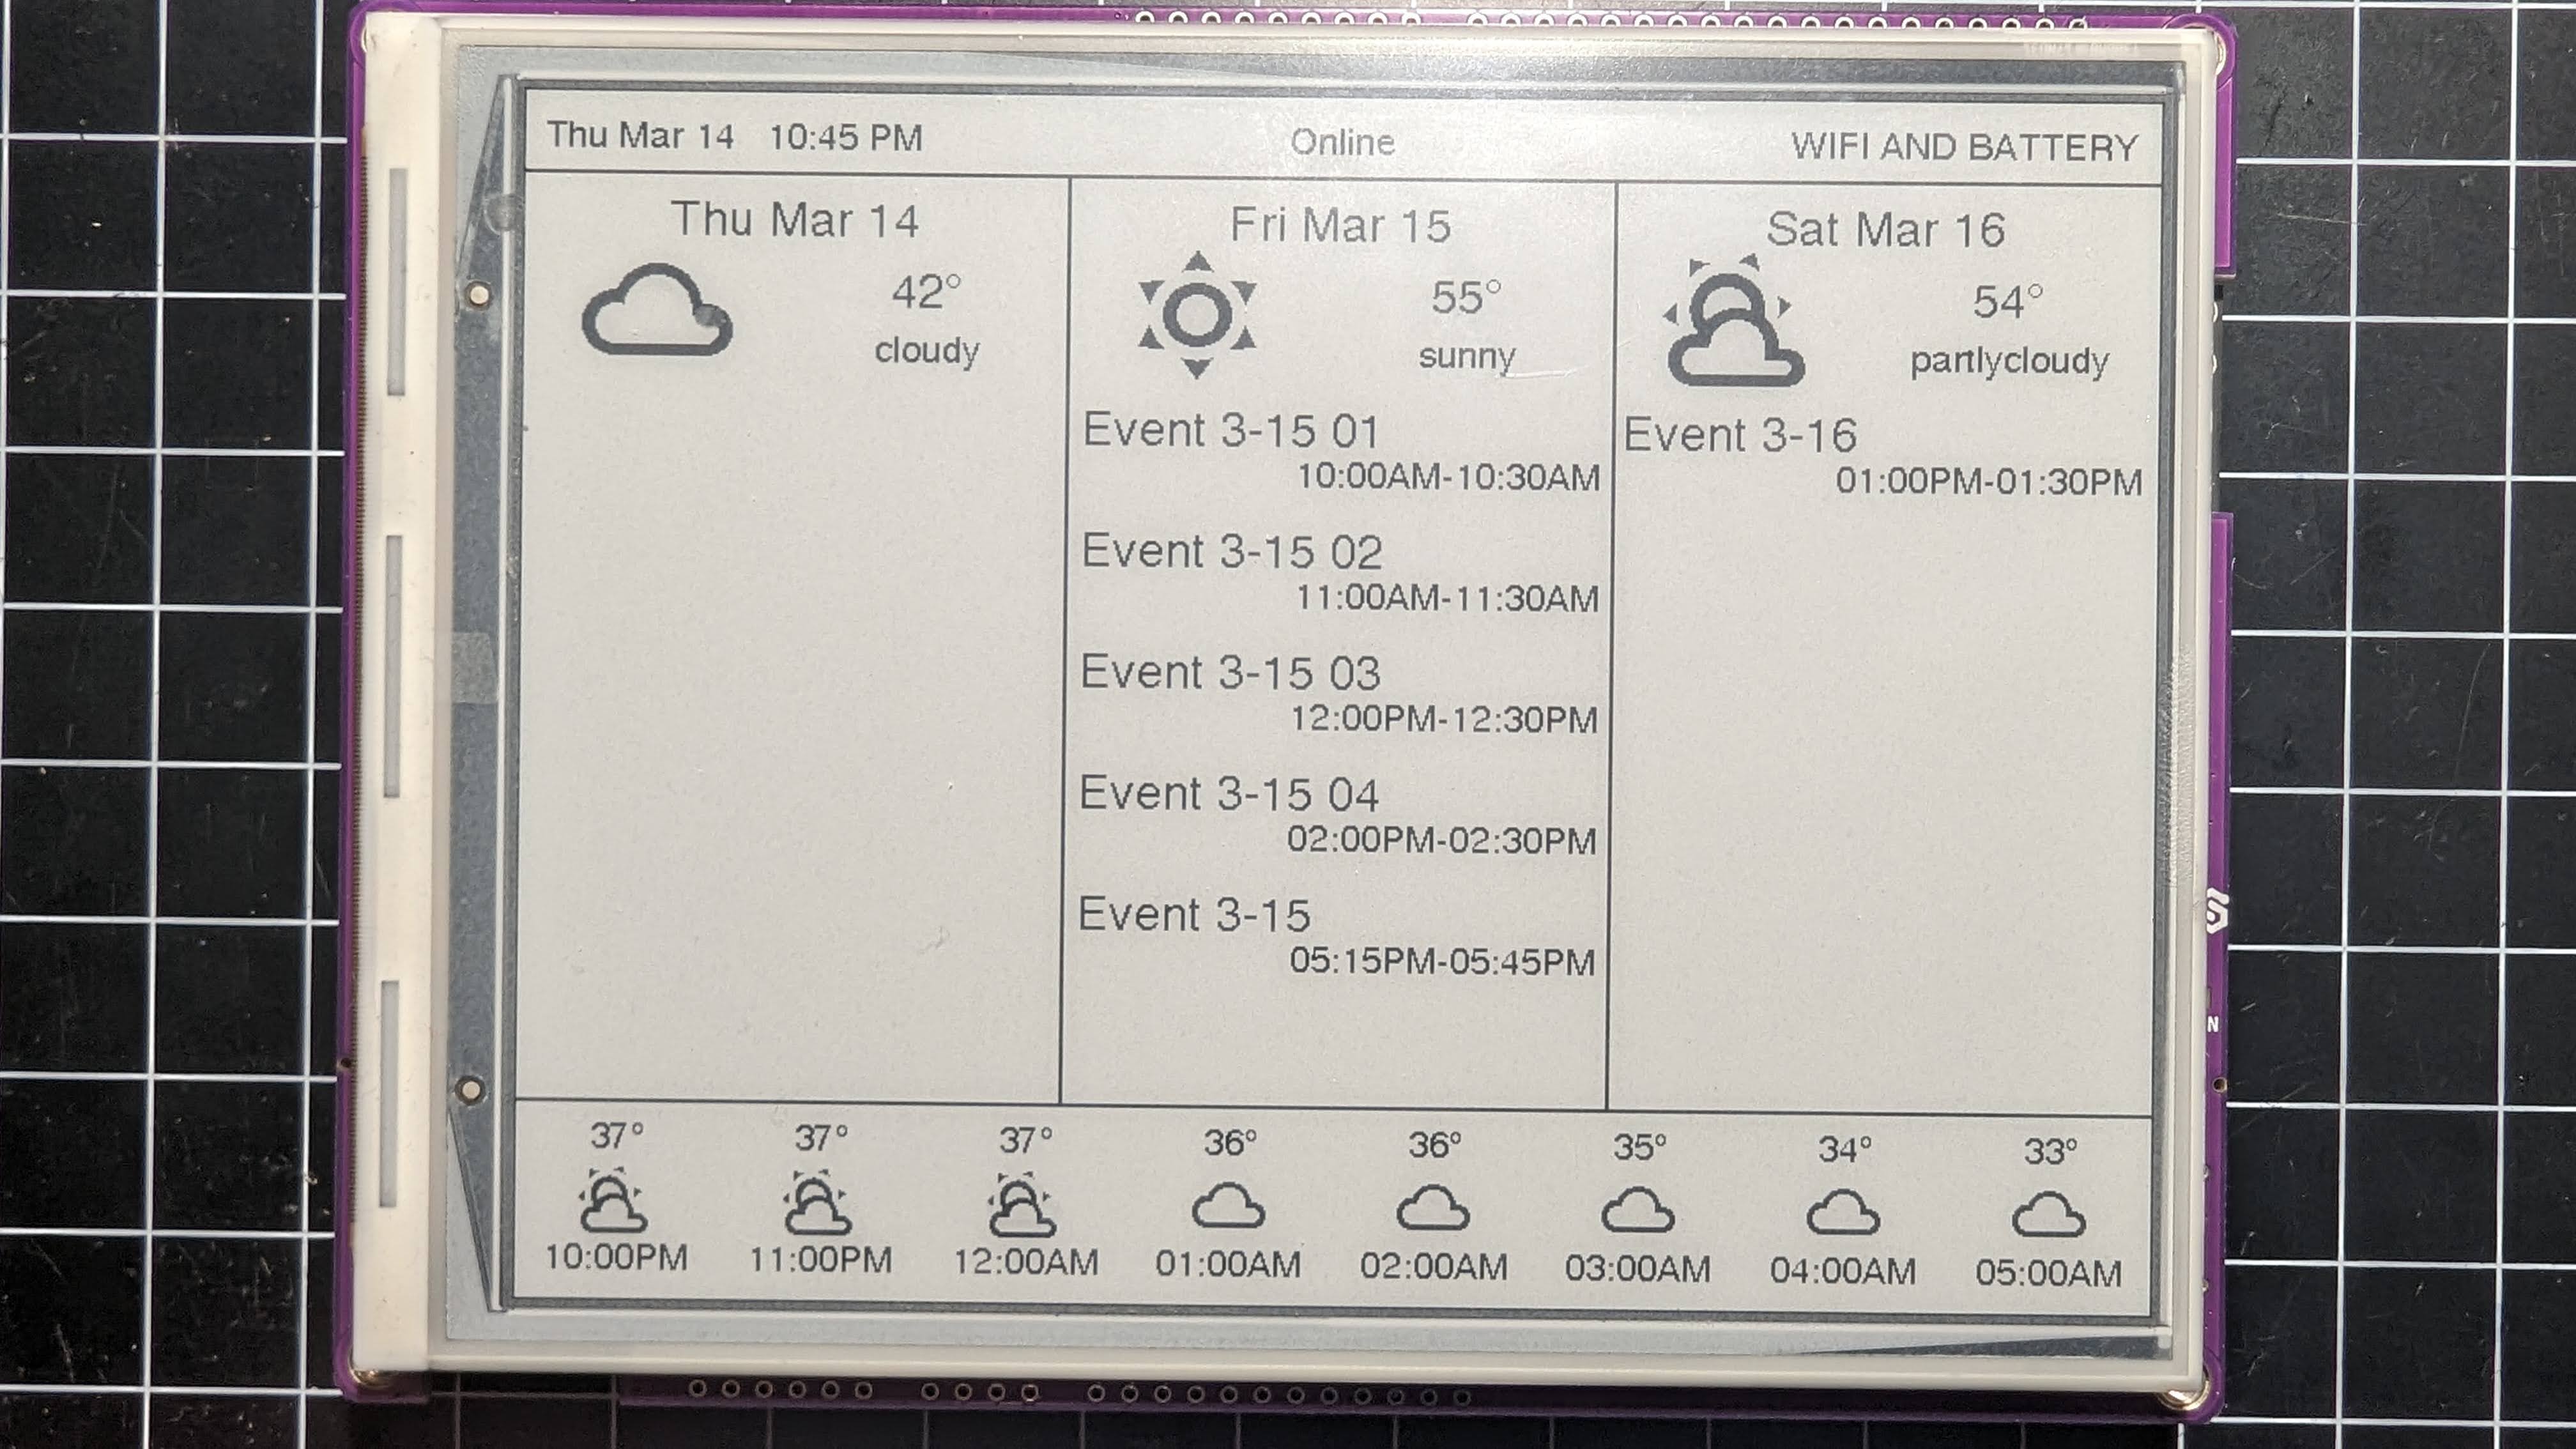 Thu Mar 14 10:45 PM
Online
WIFI AND BATTERY
Thu Mar 14
42°
cloudy
Fri Mar 15
55°
sunny
Event 3-15 01
10:00AM-10:30AM
Event 3-15 02
11:00AM-11:30AM
Event 3-15 03
12:00PM-12:30PM
Event 3-15 04
02:00PM-02:30PM
Event 3-15
05:15PM-05:45PM
Sat Mar 16
54°
partlycloudy
Event 3-16
01:00PM-01:30PM
37° 37° 37° 36° 36° 35° 34° 33°
10:00PM 11:00PM 12:00AM 01:00AM 02:00AM 03:00AM 04:00AM 05:00AM
N